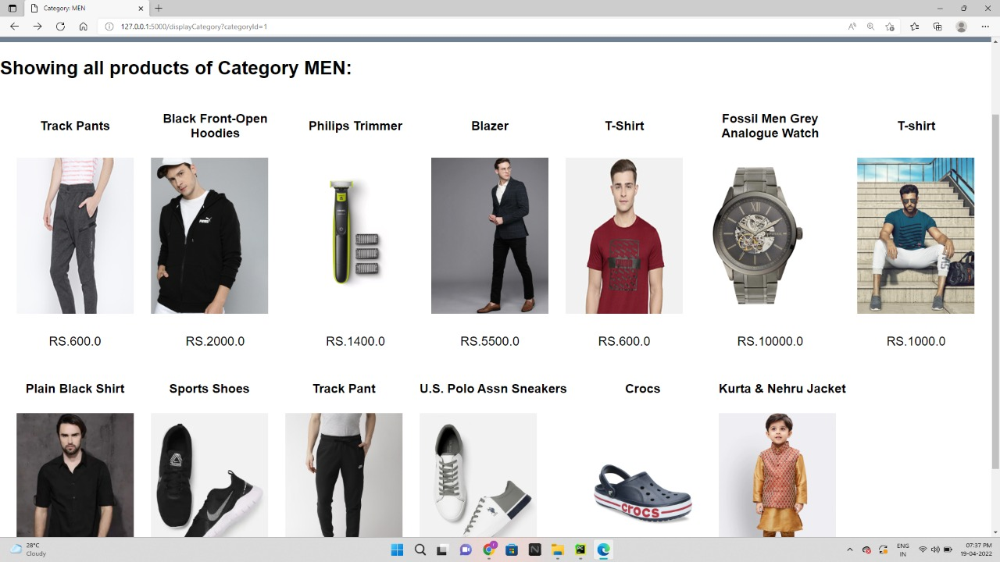 Category: MEN
127.0.0.1:5000/displayCategory?categoryId=1
Showing all products of Category MEN:
Track Pants
Black Front-Open
Hoodies
Philips Trimmer
Blazer
T-Shirt
Fossil Men Grey
Analogue Watch
T-shirt
PUMA
FOSSIL
RS.600.0
RS.2000.0
RS.1400.0
RS.5500.0
RS.600.0
RS.10000.0
RS.1000.0
Plain Black Shirt
Sports Shoes
Track Pant
U.S. Polo Assn Sneakers
Crocs
Kurta & Nehru Jacket
crocs
28°C
Cloudy
PC
ENG
IN
07:37 PM
19-04-2022